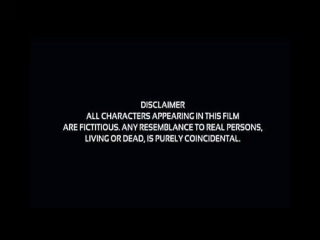 DISCLAIMER
ALL CHARACTERS APPEARING IN THIS FILM
ARE FICTITIOUS. ANY RESEMBLANCE TO REAL PERSONS,
LIVING OR DEAD, IS PURELY COINCIDENTAL.